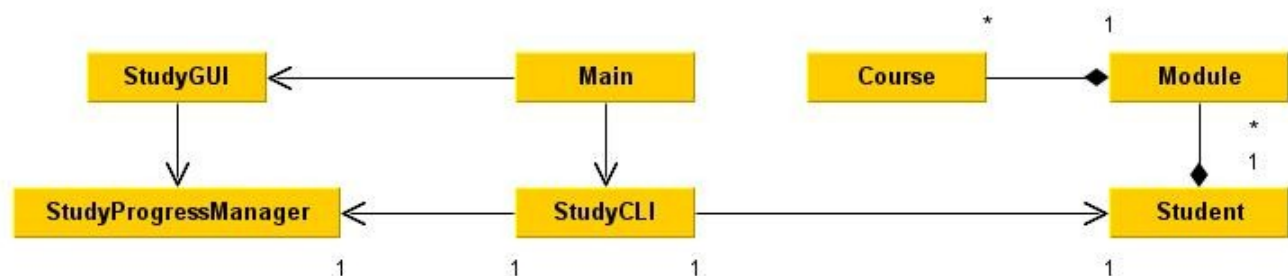 * 1
StudyGUI Main Course Module
*
1
StudyProgressManager StudyCLI Student
1 1 1 1